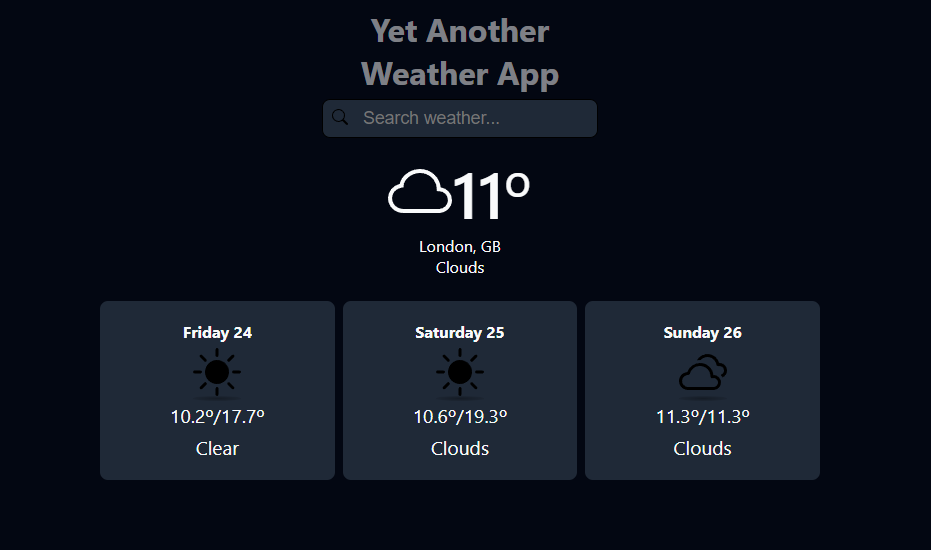 Yet Another
Weather App
Search weather...
11º
London, GB
Clouds
Friday 24
10.2º/17.7º
Clear
Saturday 25
10.6º/19.3º
Clouds
Sunday 26
11.3º/11.3º
Clouds